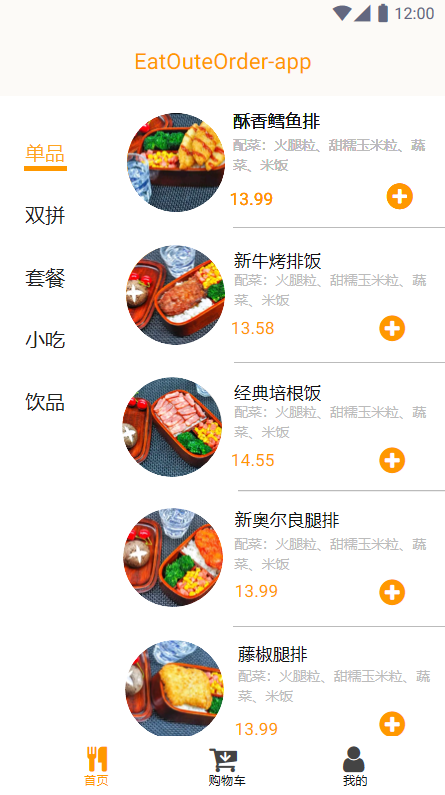 12:00
EatOuteOrder-app
单品
双拼
套餐
小吃
饮品
酥香鳕鱼排
配菜：火腿粒、甜糯玉米粒、蔬
菜、米饭
13.99
新牛烤排饭
配菜：火腿粒、甜糯玉米粒、蔬
菜、米饭
13.58
经典培根饭
配菜：火腿粒、甜糯玉米粒、蔬
菜、米饭
14.55
新奥尔良腿排
配菜：火腿粒、甜糯玉米粒、蔬
菜、米饭
13.99
藤椒腿排
配菜：火腿粒、甜糯玉米粒、蔬
菜、米饭
13.99
首页
购物车
我的